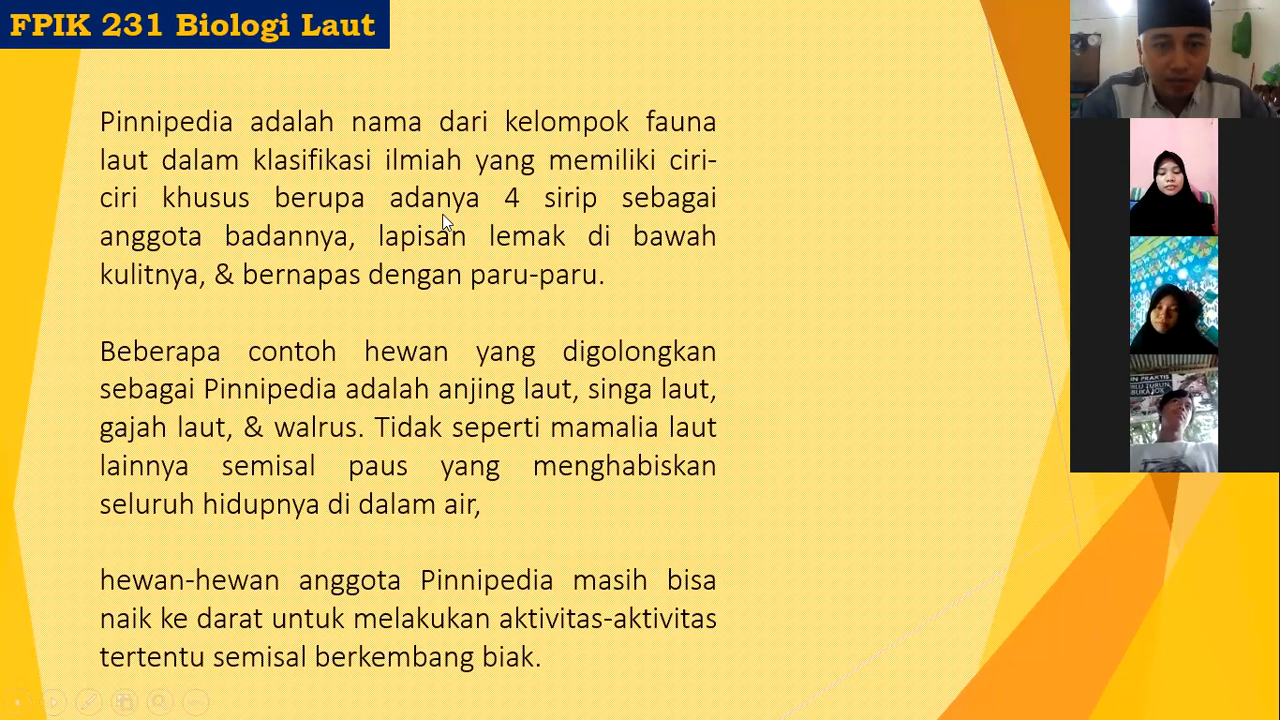 FPIK 231 Biologi Laut
Pinnipedia adalah nama dari kelompok fauna
laut dalam klasifikasi ilmiah yang memiliki ciri-
ciri khusus berupa adanya 4 sirip sebagai
anggota badannya, lapisan lemak di bawah
kulitnya, & bernapas dengan paru-paru.
Beberapa contoh hewan yang digolongkan
sebagai Pinnipedia adalah anjing laut, singa laut,
gajah laut, & walrus. Tidak seperti mamalia laut
lainnya semisal paus yang menghabiskan
seluruh hidupnya di dalam air,
hewan-hewan anggota Pinnipedia masih bisa
naik ke darat untuk melakukan aktivitas-aktivitas
tertentu semisal berkembang biak.
PRAKTIS
TURUN